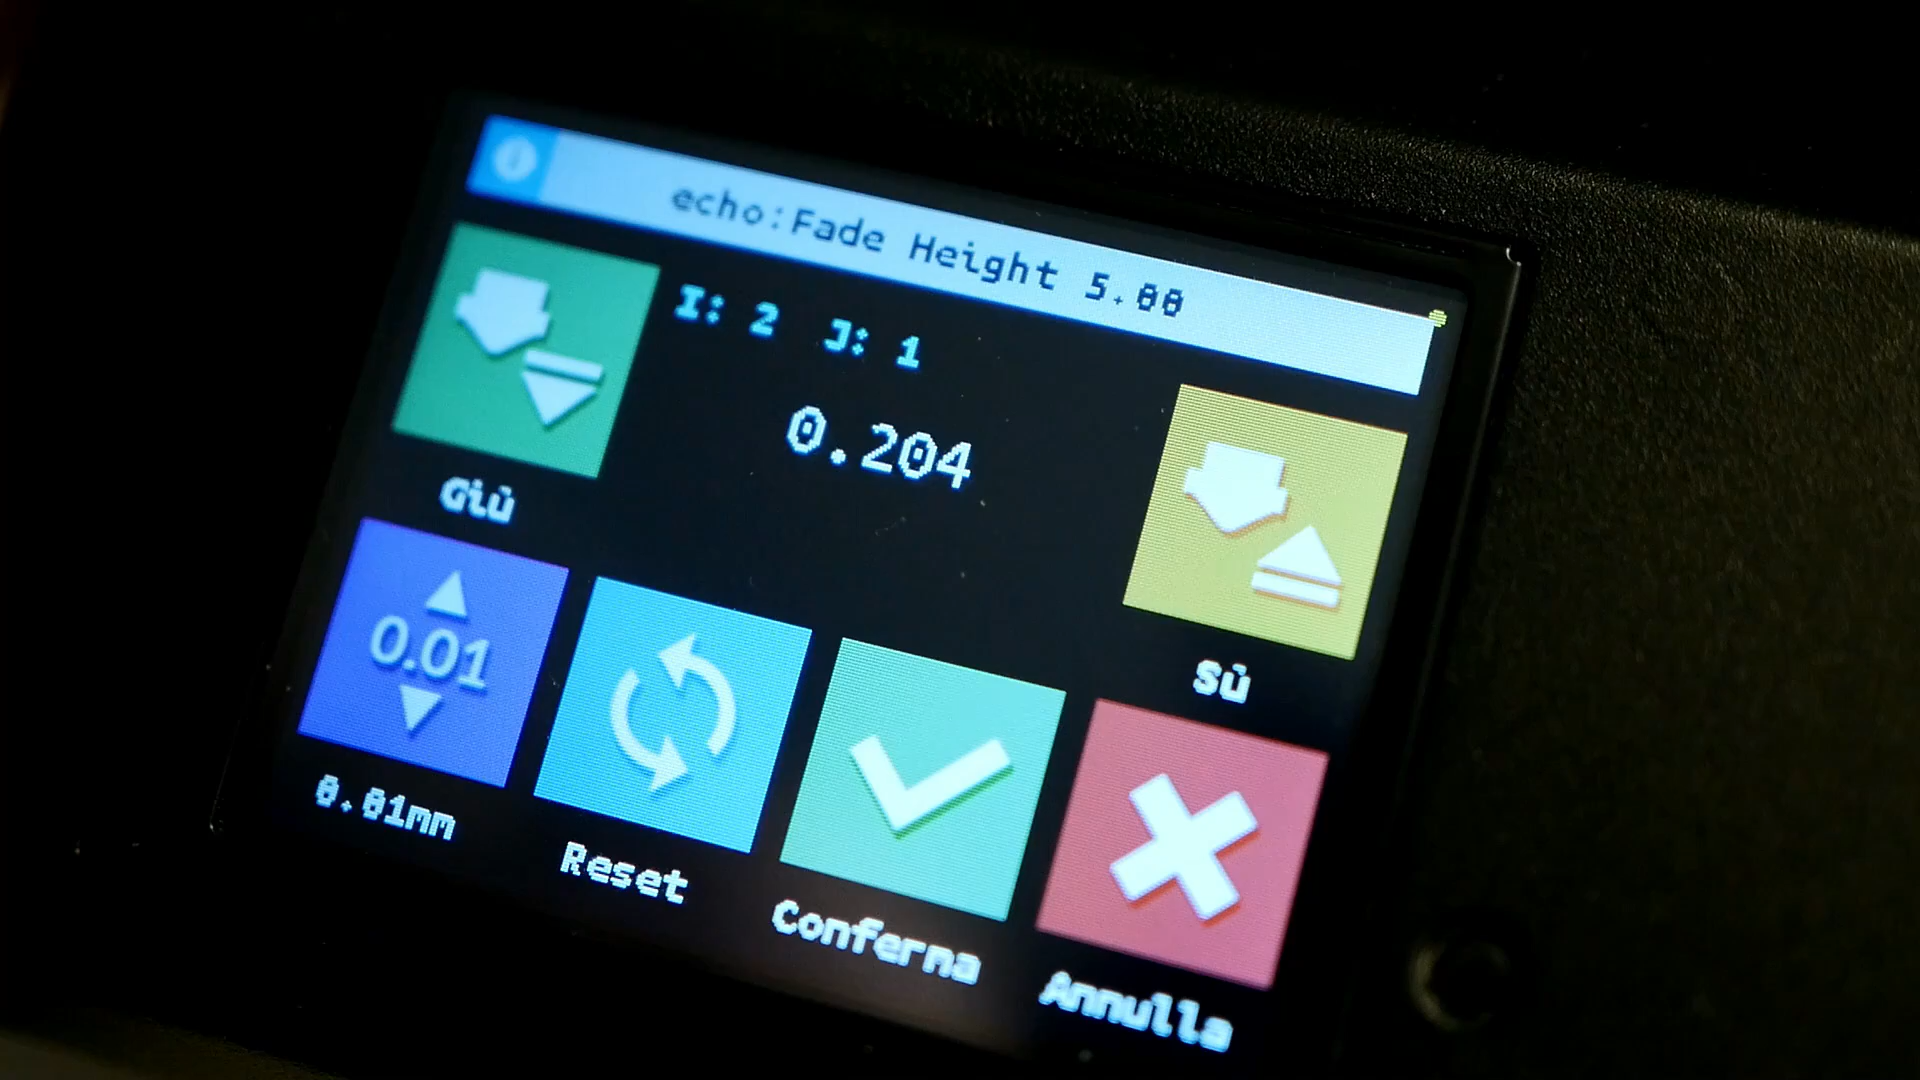 echo:Fade Height 5.00
I: 2 J: 1
0.204
Giù
Sù
0.01
0.01mm
Reset
Conferma
Annulla